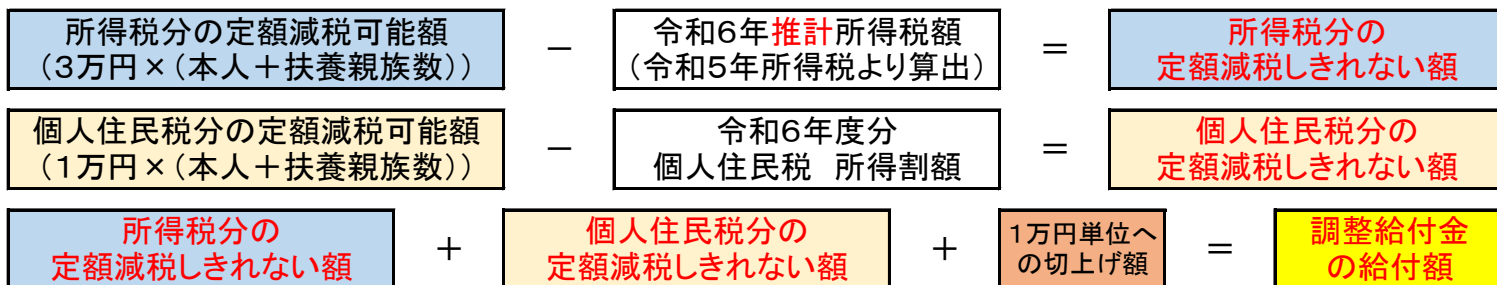 所得税分の定額減税可能額
(3万円×(本人＋扶養親族数))
－
令和６年推計所得税額
(令和５年所得税より算出)
＝
所得税分の
定額減税しきれない額
個人住民税分の定額減税可能額
(１万円×(本人＋扶養親族数))
－
令和６年度分
個人住民税　所得割額
＝
個人住民税分の
定額減税しきれない額
所得税分の
定額減税しきれない額
＋
個人住民税分の
定額減税しきれない額
＋
1万円単位へ
の切上げ額
＝
調整給付金
の給付額